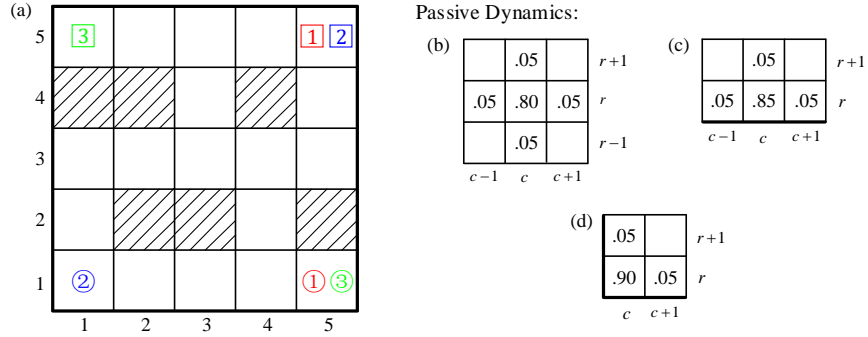 (a)
Passive Dynamics:
5
3
1 2
4
3
2
1
② ① ③
1 2 3 4 5
(b)
.05 r+1
.05 .80 .05 r
.05 r−1
c−1 c c+1
(c)
.05 r+1
.05 .85 .05 r
c−1 c c+1
(d)
.05 r+1
.90 .05 r
c c+1